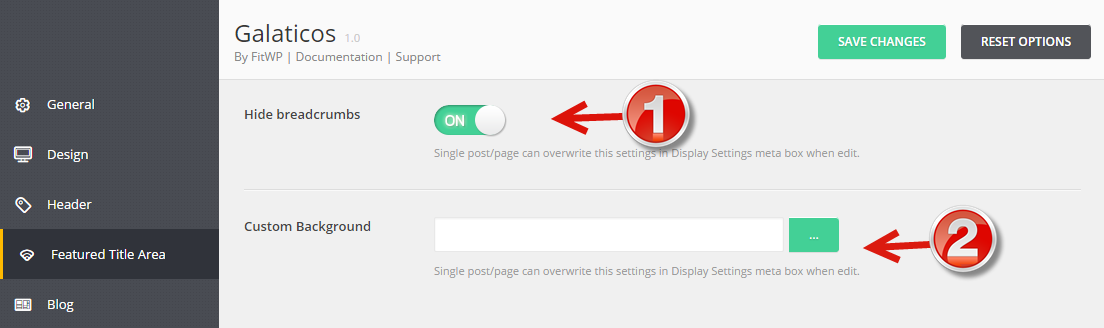 Galaticos 1.0
By FitWP | Documentation | Support
SAVE CHANGES
RESET OPTIONS
General
Design
Header
Featured Title Area
Blog
Hide breadcrumbs
ON
1
Single post/page can overwrite this settings in Display Settings meta box when edit.
Custom Background
...
2
Single post/page can overwrite this settings in Display Settings meta box when edit.